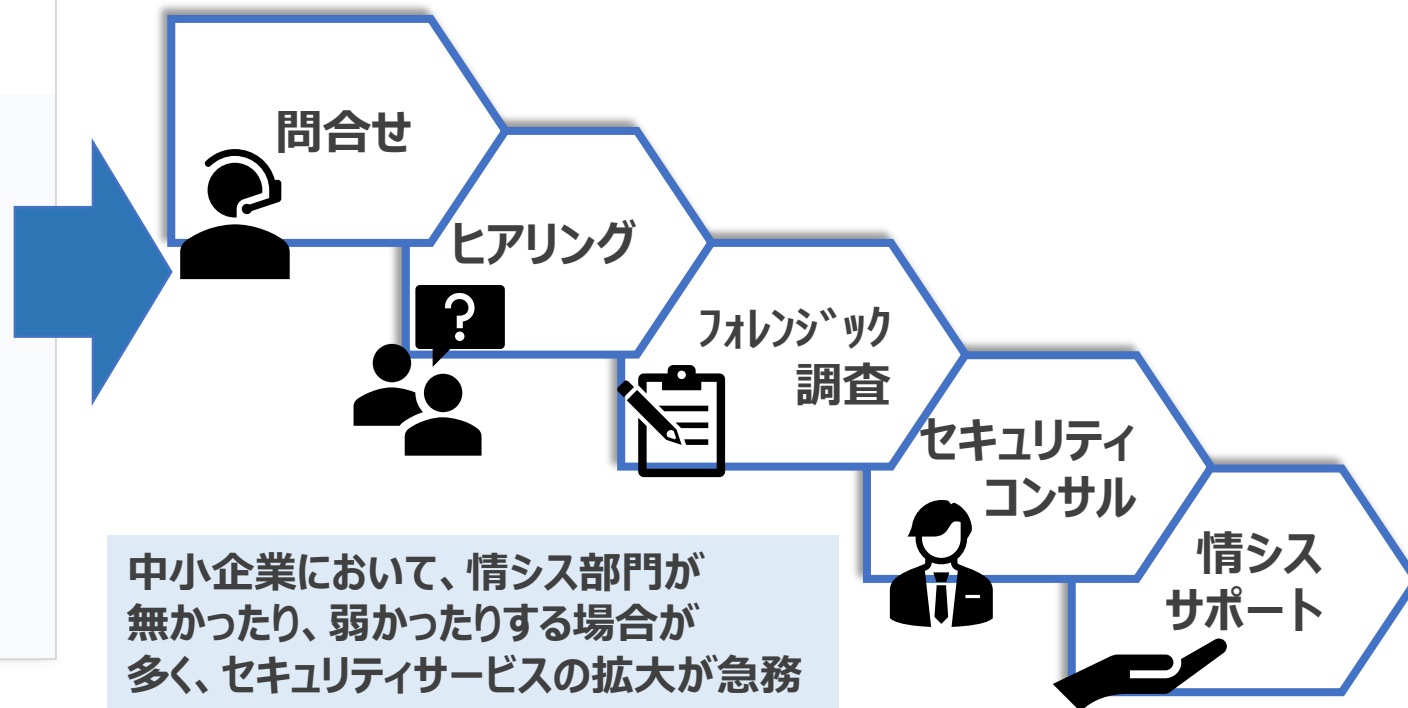 問合せ
ヒアリング
?
フォレンジック
調査
セキュリティ
コンサル
情シス
サポート
中小企業において、情シス部門が
無かったり、弱かったりする場合が
多く、セキュリティサービスの拡大が急務